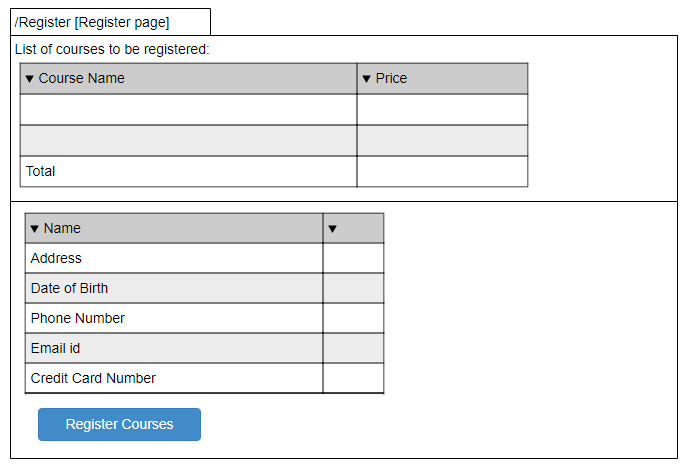 /Register [Register page]
List of courses to be registered:
▼ Course Name ▼ Price
Total
▼ Name ▼
Address
Date of Birth
Phone Number
Email id
Credit Card Number
Register Courses